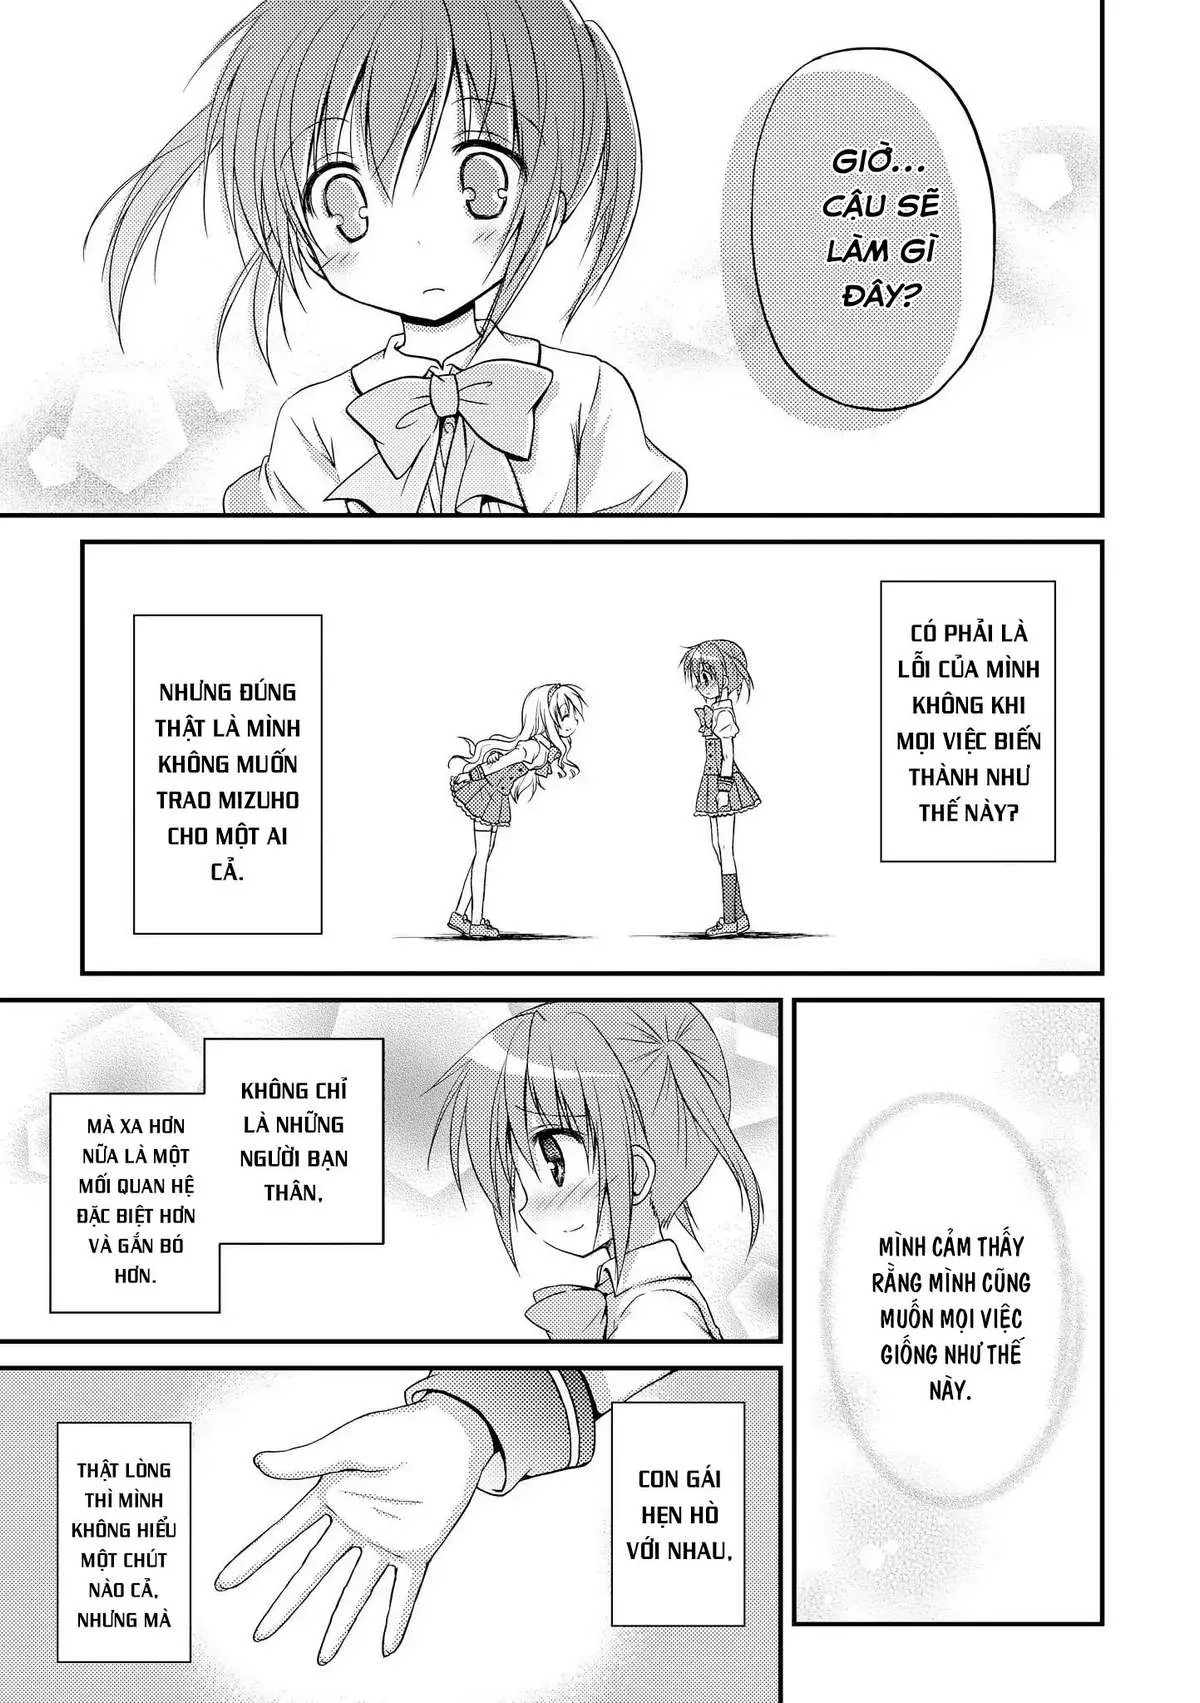 GIỜ...
CẬU SẼ
LÀM GÌ
ĐÂY?
CÓ PHẢI LÀ
LỖI CỦA MÌNH
KHÔNG KHI
MỌI VIỆC BIẾN
THÀNH NHƯ
THẾ NÀY?
NHƯNG ĐÚNG
THẬT LÀ MÌNH
KHÔNG MUỐN
TRAO MIZUHO
CHO MỘT AI
CẢ.
MÌNH CẢM THẤY
RẰNG MÌNH CŨNG
MUỐN MỌI VIỆC
GIỐNG NHƯ THẾ
NÀY.
KHÔNG CHỈ
LÀ NHỮNG
NGƯỜI BẠN
THÂN,
MÀ XA HƠN
NỮA LÀ MỘT
MỐI QUAN HỆ
ĐẶC BIỆT HƠN
VÀ GẮN BÓ
HƠN.
CON GÁI
HẸN HÒ
VỚI NHAU,
THẬT LÒNG
THÌ MÌNH
KHÔNG HIỂU
MỘT CHÚT
NÀO CẢ,
NHƯNG MÀ